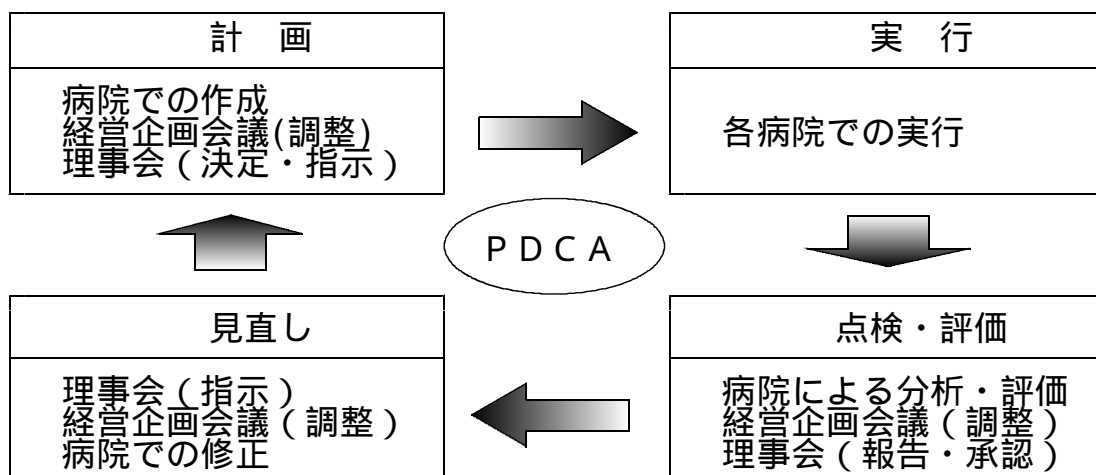 計　画
病院での作成
経営企画会議(調整)
理事会（決定・指示）
実　行
各病院での実行
ＰＤＣＡ
見直し
理事会（指示）
経営企画会議（調整）
病院での修正
点検・評価
病院による分析・評価
経営企画会議（調整）
理事会（報告・承認）